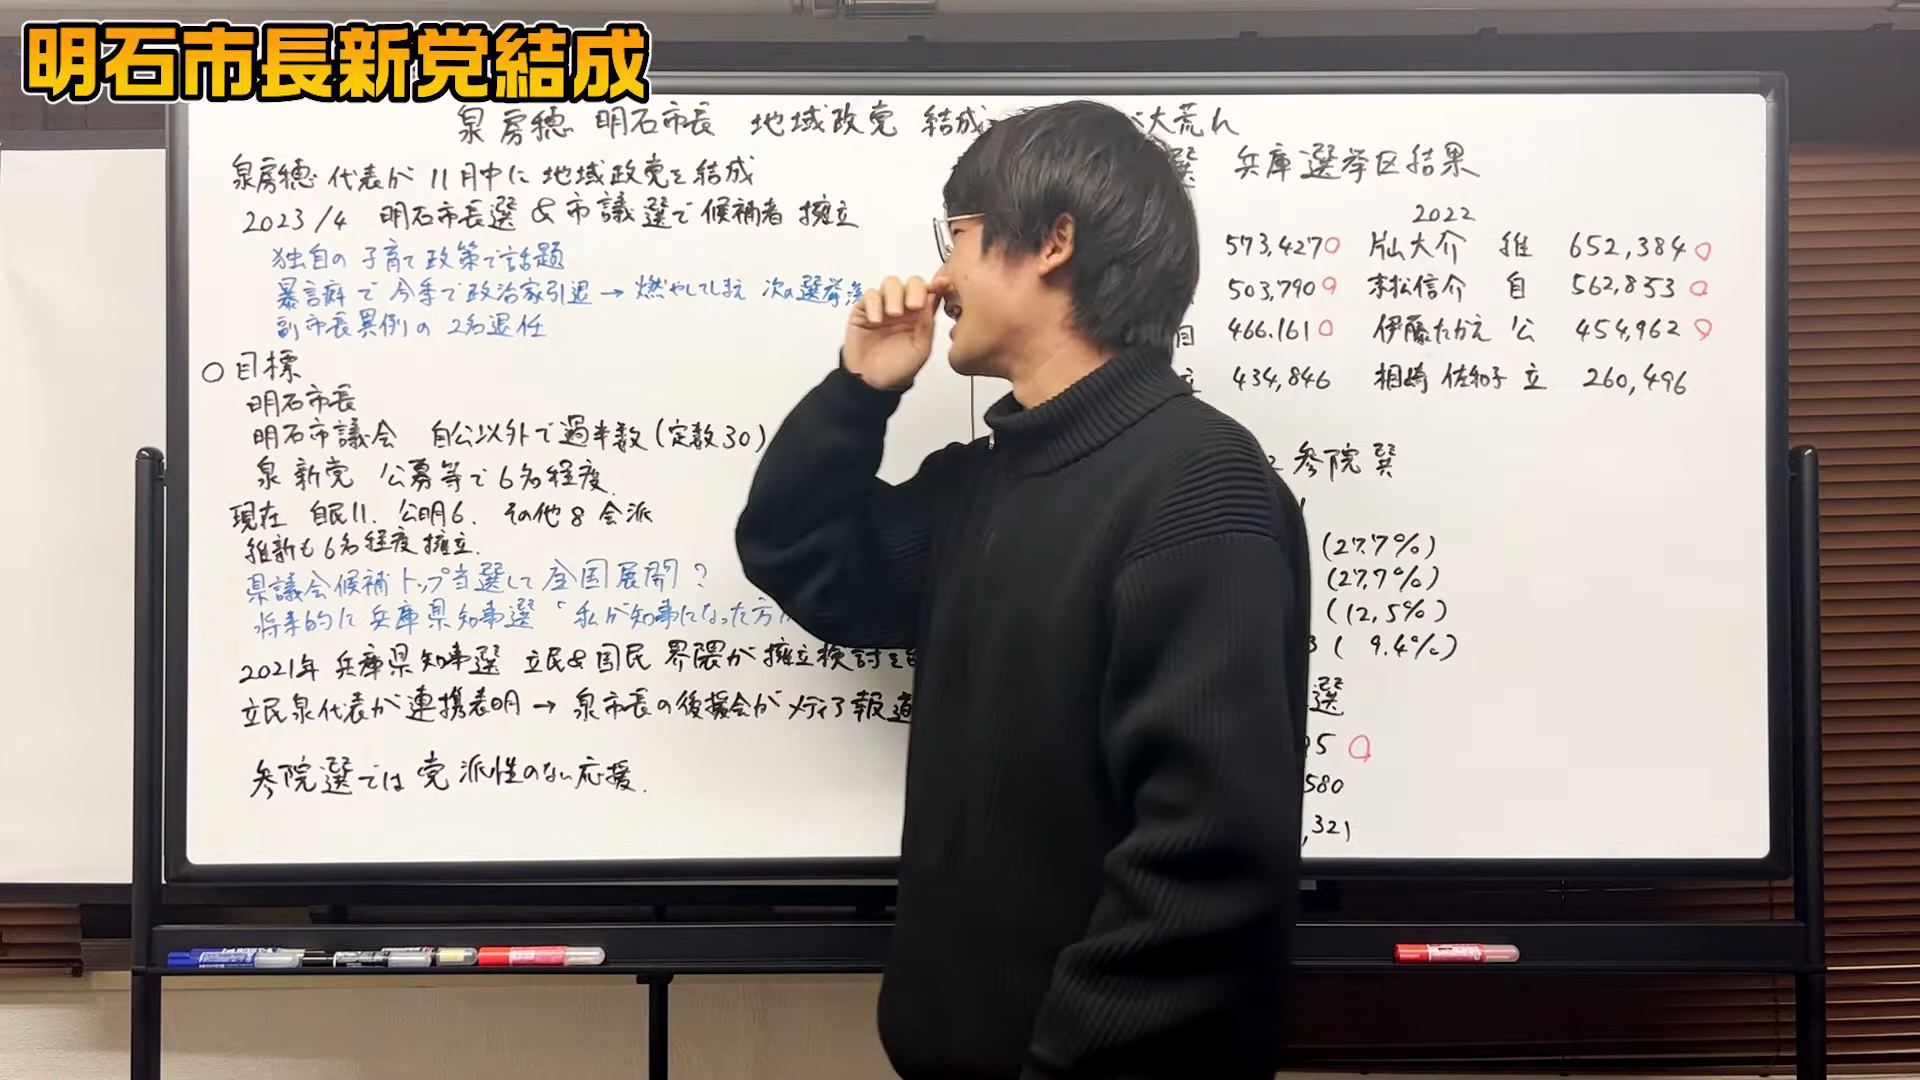 明石市長新党結成
泉房穂 明石市長 地域政党 結成 が大荒れ
泉房穂代表が 11月中に 地域政党を結成
2023/4 明石市長選 & 市議選で候補者 擁立
独自の子育て政策で話題
暴言癖で今季で政治家引退 → 燃やしてしまえ 次の選挙
副市長異例の2名退任
○目標
明石市長
明石市議会 自公以外で過半数(定数30)
泉新党 公募等で6名程度
現在 自民11. 公明6. その他8会派
維新も6名程度擁立.
県議会候補トップ当選して全国展開?
将来的に兵庫県知事選「私が知事になった方が
2021年 兵庫県知事選 立民&国民 界隈が擁立検討を
立民泉代表が連携表明 → 泉市長の後援会がメディア報道
参院選では党派性のない応援.
選 兵庫選挙区結果
2022
573,427○ 片山大介 維 652,384○
503,790○ 末松信介 自 562,853○
自 466.161○ 伊藤たかえ 公 454,962○
立 434,846 相崎佐和子 立 260,496
2参院選
(27.7%)
(27.7%)
(12,5%)
3( 9.4%)
選
95○
580
,321